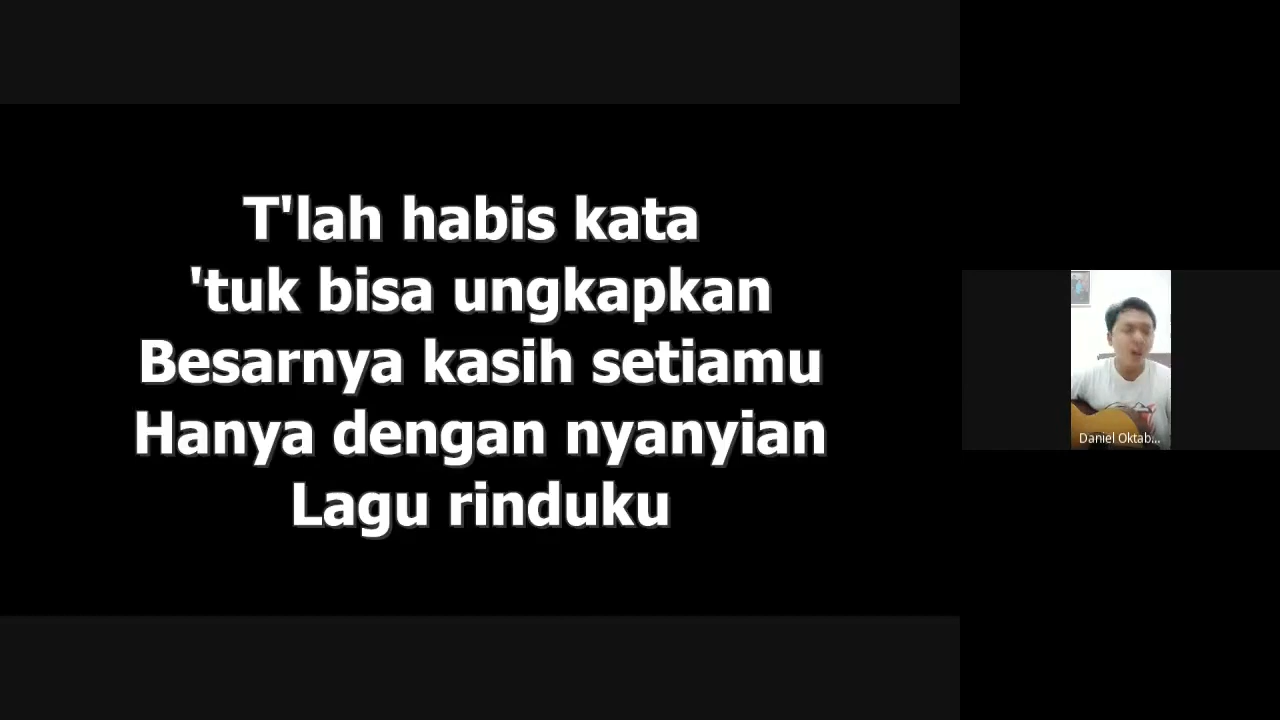 T'lah habis kata
'tuk bisa ungkapkan
Besarnya kasih setiamu
Hanya dengan nyanyian
Lagu rinduku
Daniel Oktab...